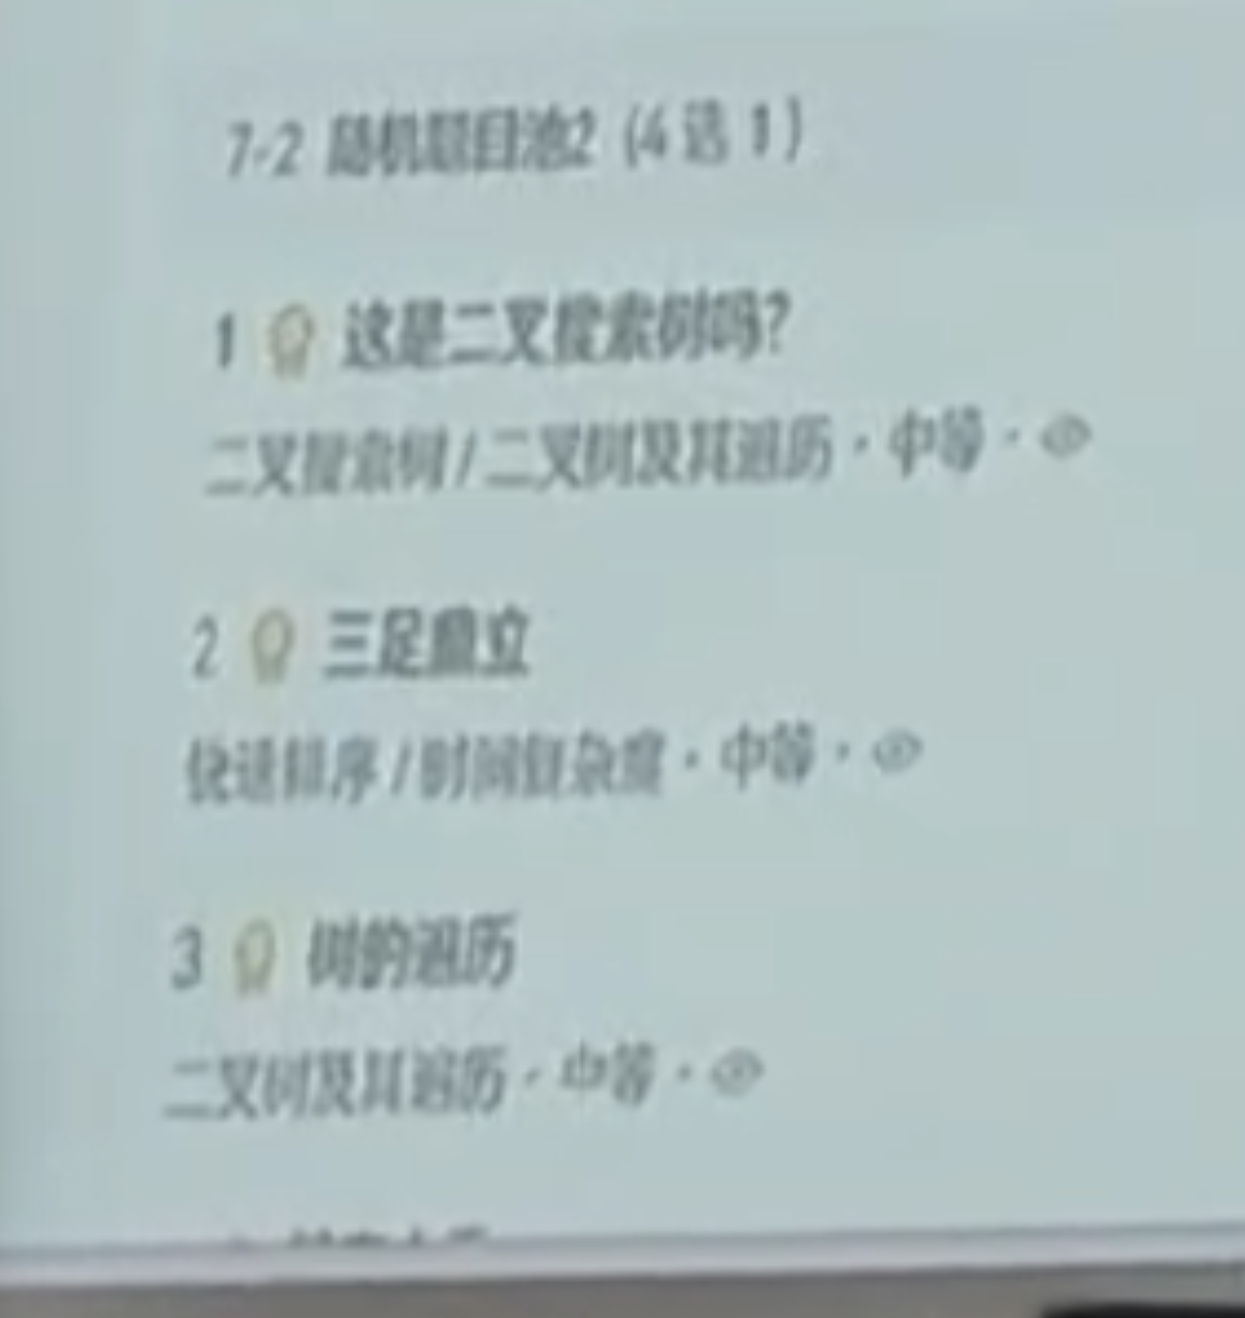 7-2 随机题目池2 (4 选 1)
1 这是二叉搜索树吗?
二叉搜索树 / 二叉树及其遍历 · 中等 ·
2 三足鼎立
快速排序 / 时间复杂度 · 中等 ·
3 树的遍历
二叉树及其遍历 · 中等 ·